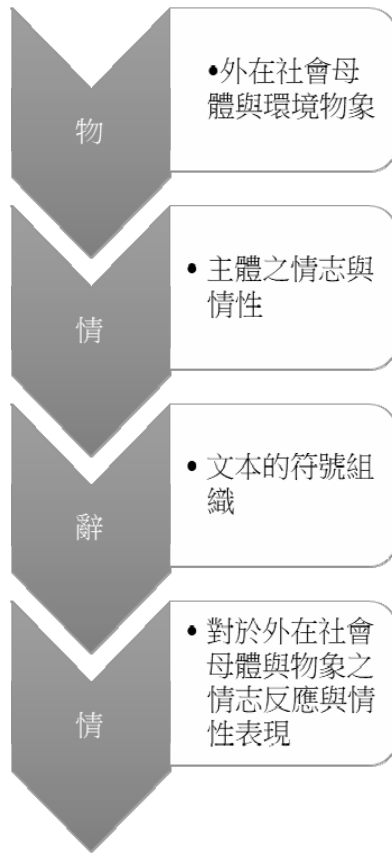 物
•外在社會母
體與環境物象
情
• 主體之情志與
情性
辭
• 文本的符號組
織
情
• 對於外在社會
母體與物象之
情志反應與情
性表現